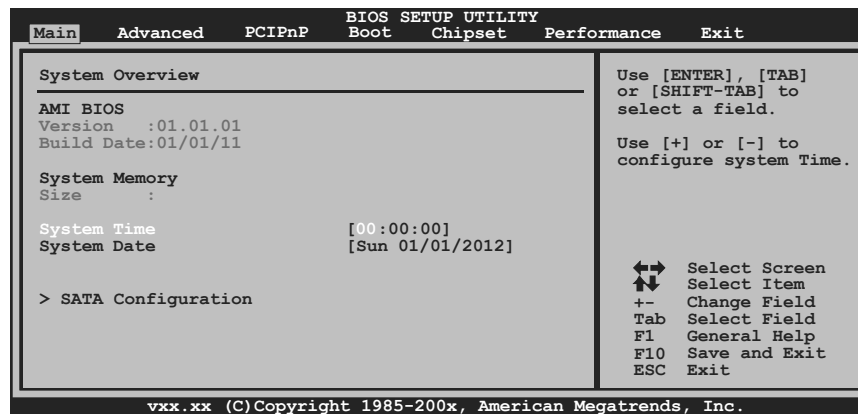 BIOS SETUP UTILITY
Main Advanced PCIPnP Boot Chipset Performance Exit
System Overview
AMI BIOS
Version :01.01.01
Build Date:01/01/11
System Memory
Size :
System Time [00:00:00]
System Date [Sun 01/01/2012]
> SATA Configuration
Use [ENTER], [TAB]
or [SHIFT-TAB] to
select a field.
Use [+] or [-] to
configure system Time.
Select Screen
Select Item
+- Change Field
Tab Select Field
F1 General Help
F10 Save and Exit
ESC Exit
vxx.xx (C)Copyright 1985-200x, American Megatrends, Inc.